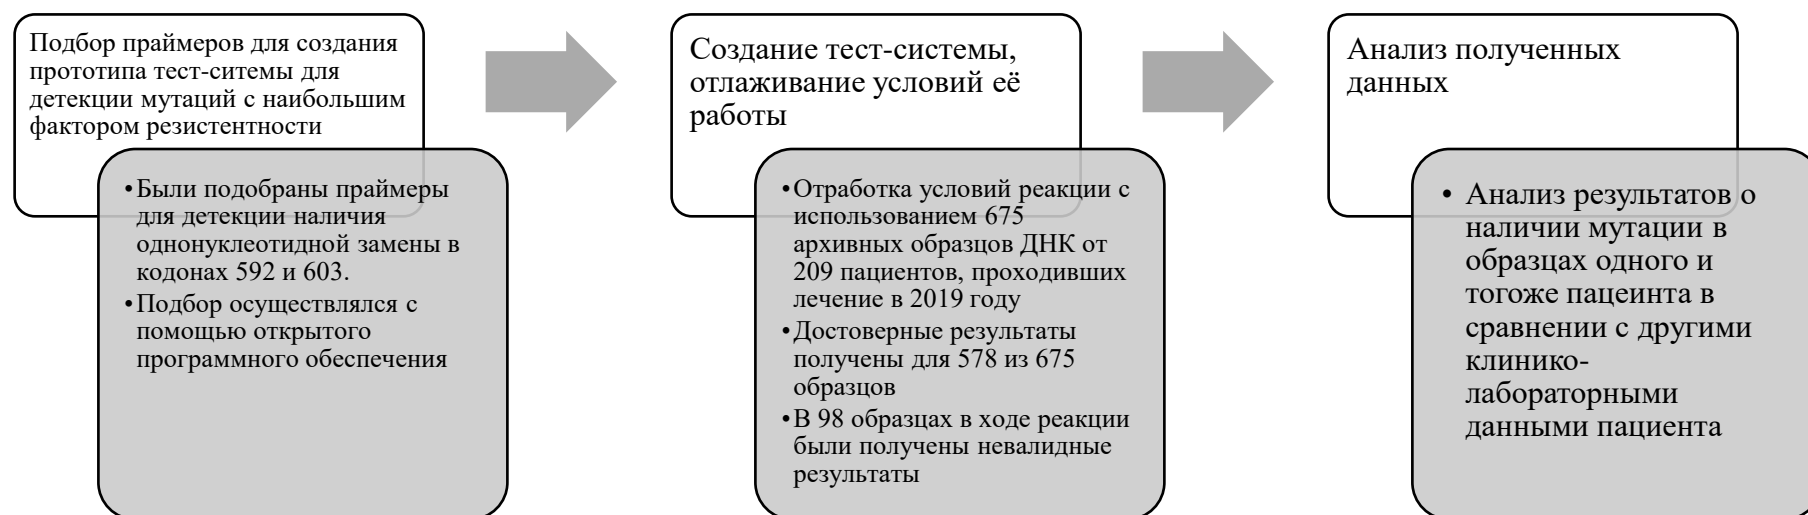 Подбор праймеров для создания
прототипа тест-ситемы для
детекции мутаций с наибольшим
фактором резистентности
•Были подобраны праймеры
для детекции наличия
однонуклеотидной замены в
кодонах 592 и 603.
•Подбор осуществлялся с
помощью открытого
программного обеспечения
Создание тест-системы,
отлаживание условий её
работы
•Отработка условий реакции с
использованием 675
архивных образцов ДНК от
209 пациентов, проходивших
лечение в 2019 году
•Достоверные результаты
получены для 578 из 675
образцов
•В 98 образцах в ходе реакции
были получены невалидные
результаты
Анализ полученных
данных
• Анализ результатов о
наличии мутации в
образцах одного и
тогоже пацеинта в
сравнении с другими
клинико-
лабораторными
данными пациента